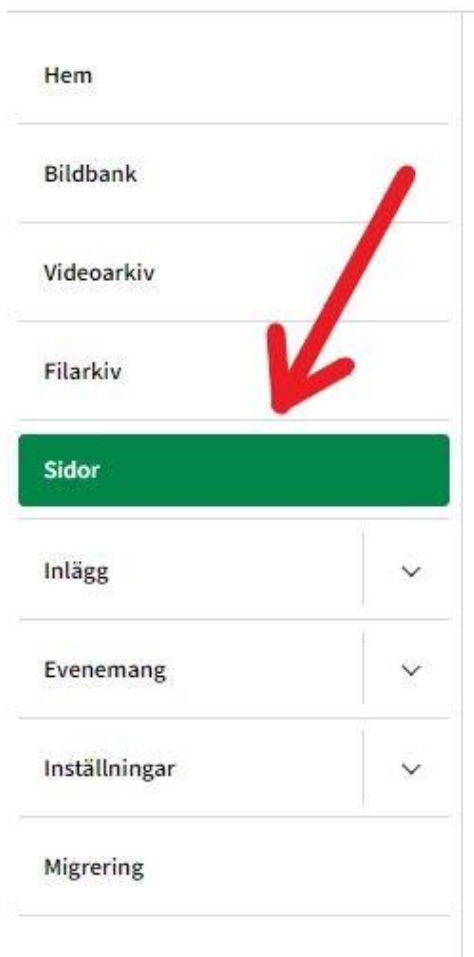 Hem
Bildbank
Videoarkiv
Filarkiv
Sidor
Inlägg
Evenemang
Inställningar
Migrering